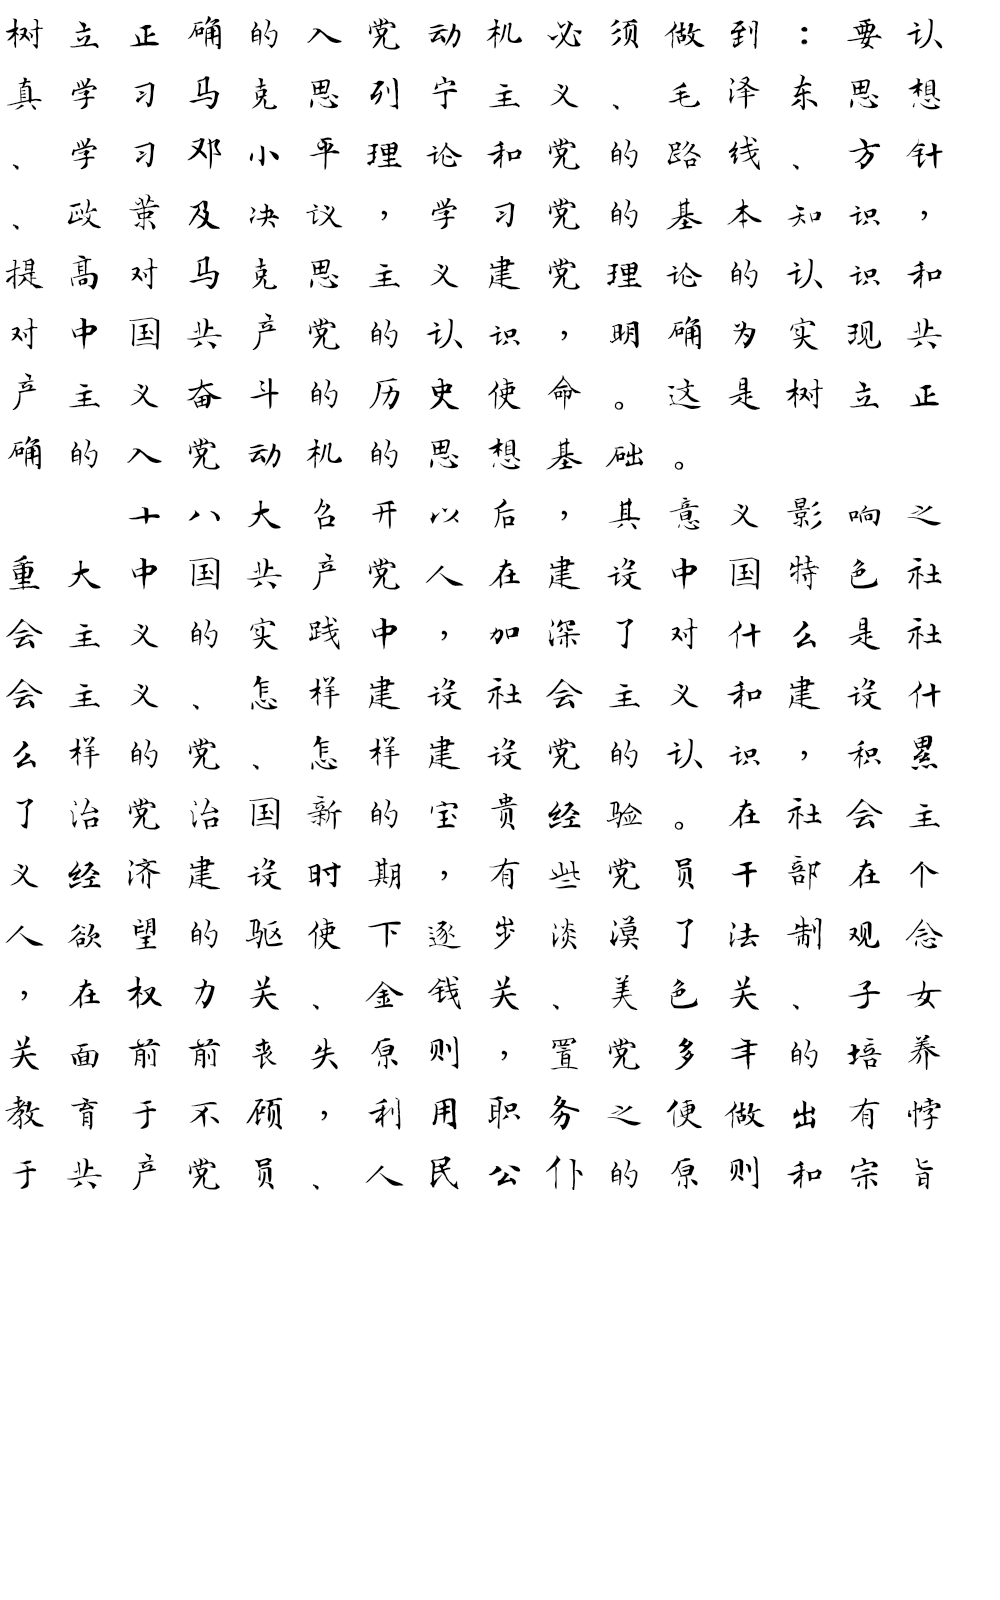 树立正确的入党动机必须做到：要认
真学习马克思列宁主义、毛泽东思想
、学习邓小平理论和党的路线、方针
、政策及决议，学习党的基本知识，
提高对马克思主义建党理论的认识和
对中国共产党的认识，明确为实现共
产主义奋斗的历史使命。这是树立正
确的入党动机的思想基础。
十八大召开以后，其意义影响之
重大中国共产党人在建设中国特色社
会主义的实践中，加深了对什么是社
会主义、怎样建设社会主义和建设什
么样的党、怎样建设党的认识，积累
了治党治国新的宝贵经验。在社会主
义经济建设时期，有些党员干部在个
人欲望的驱使下逐步淡漠了法制观念
，在权力关、金钱关、美色关、子女
关面前前丧失原则，置党多年的培养
教育于不顾，利用职务之便做出有悖
于共产党员、人民公仆的原则和宗旨